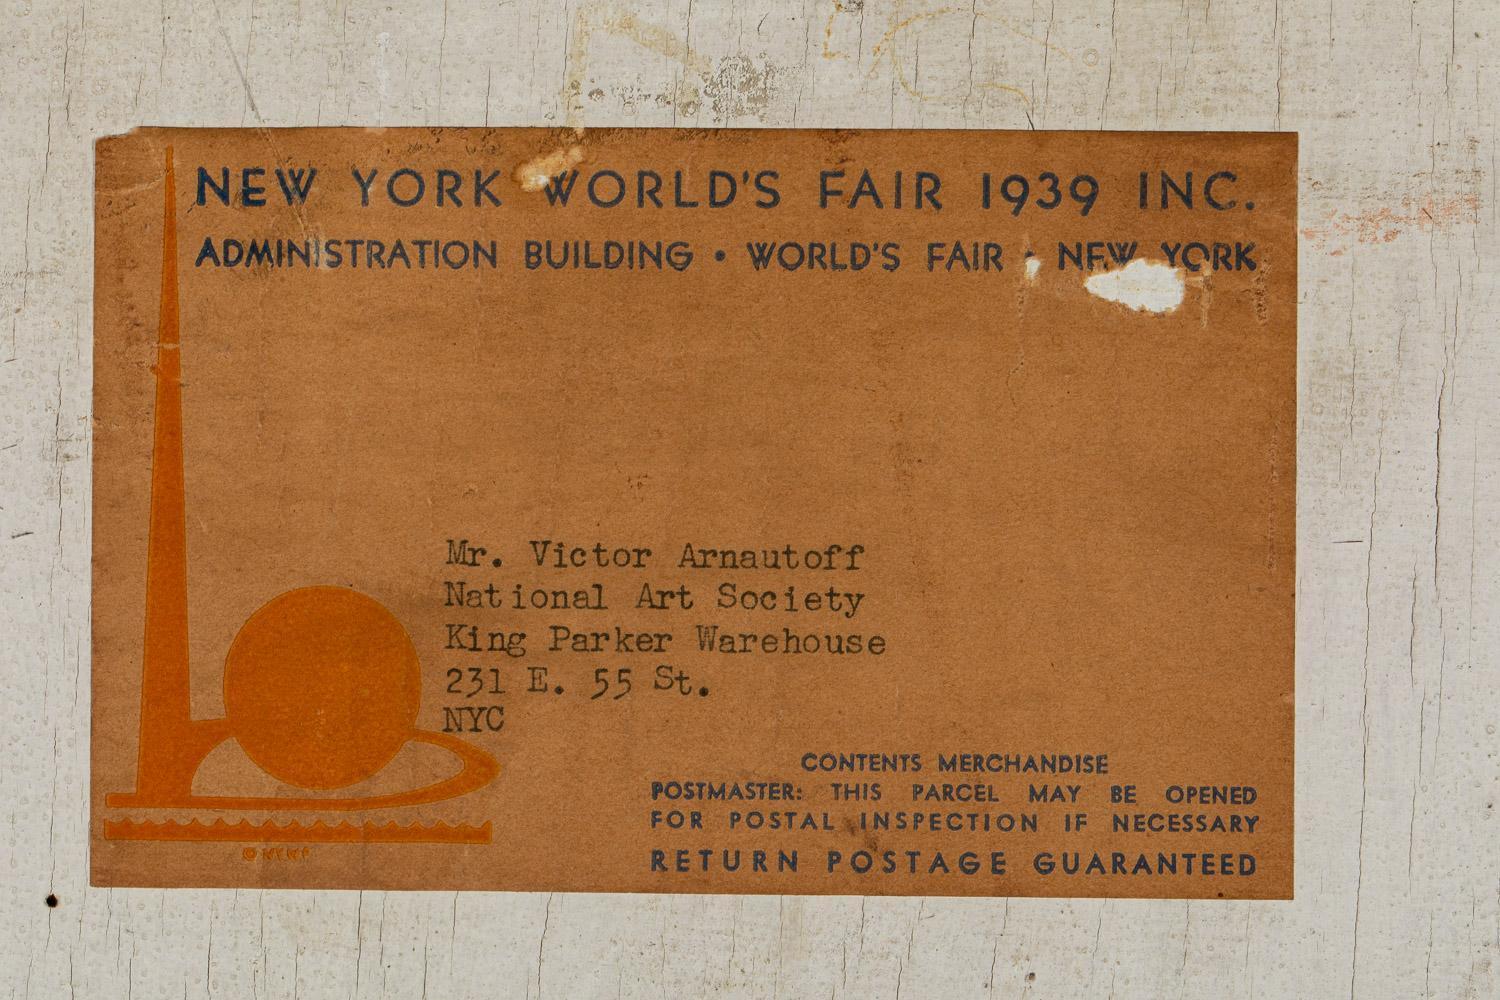 NEW YORK WORLD'S FAIR 1939 INC.
ADMINISTRATION BUILDING • WORLD'S FAIR • NEW YORK
Mr. Victor Arnautoff
National Art Society
King Parker Warehouse
231 E. 55 St.
NYC
CONTENTS MERCHANDISE
POSTMASTER: THIS PARCEL MAY BE OPENED
FOR POSTAL INSPECTION IF NECESSARY
RETURN POSTAGE GUARANTEED
© NYWF